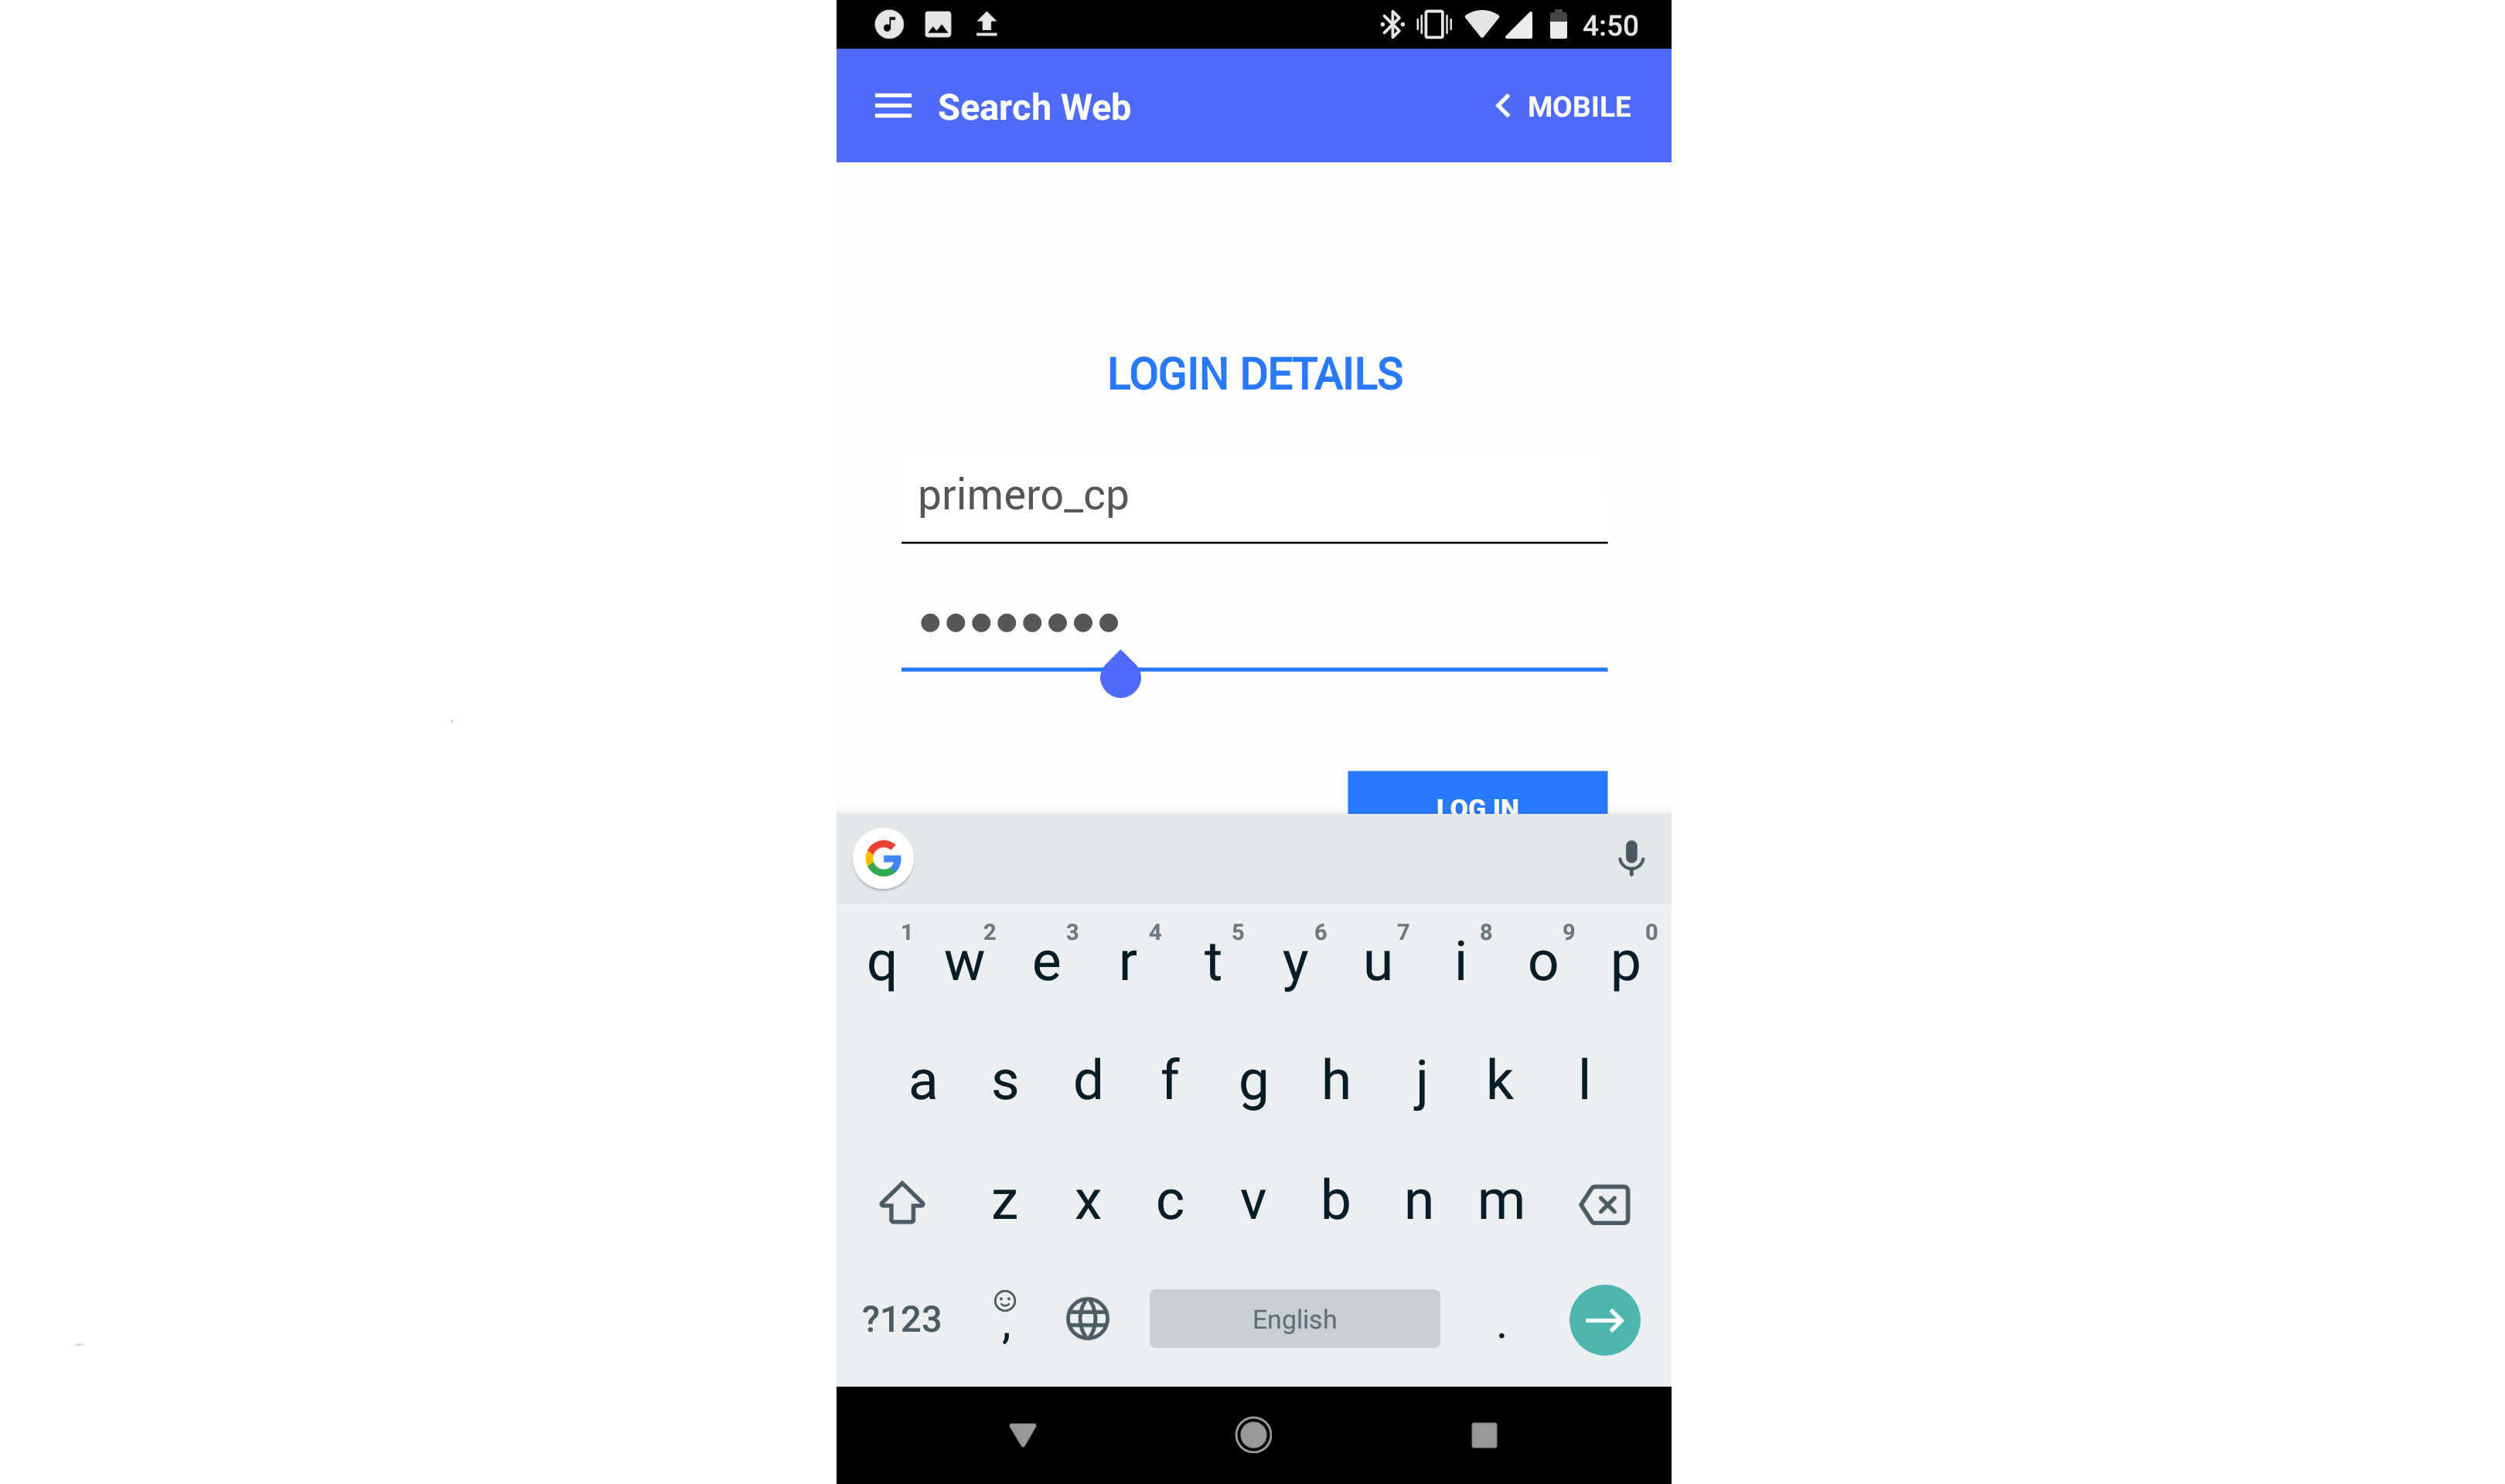 4:50
Search Web
MOBILE
LOGIN DETAILS
primero_cp
••••••••
LOG IN
G
1 2 3 4 5 6 7 8 9 0
q w e r t y u i o p
a s d f g h j k l
z x c v b n m
?123 , English .